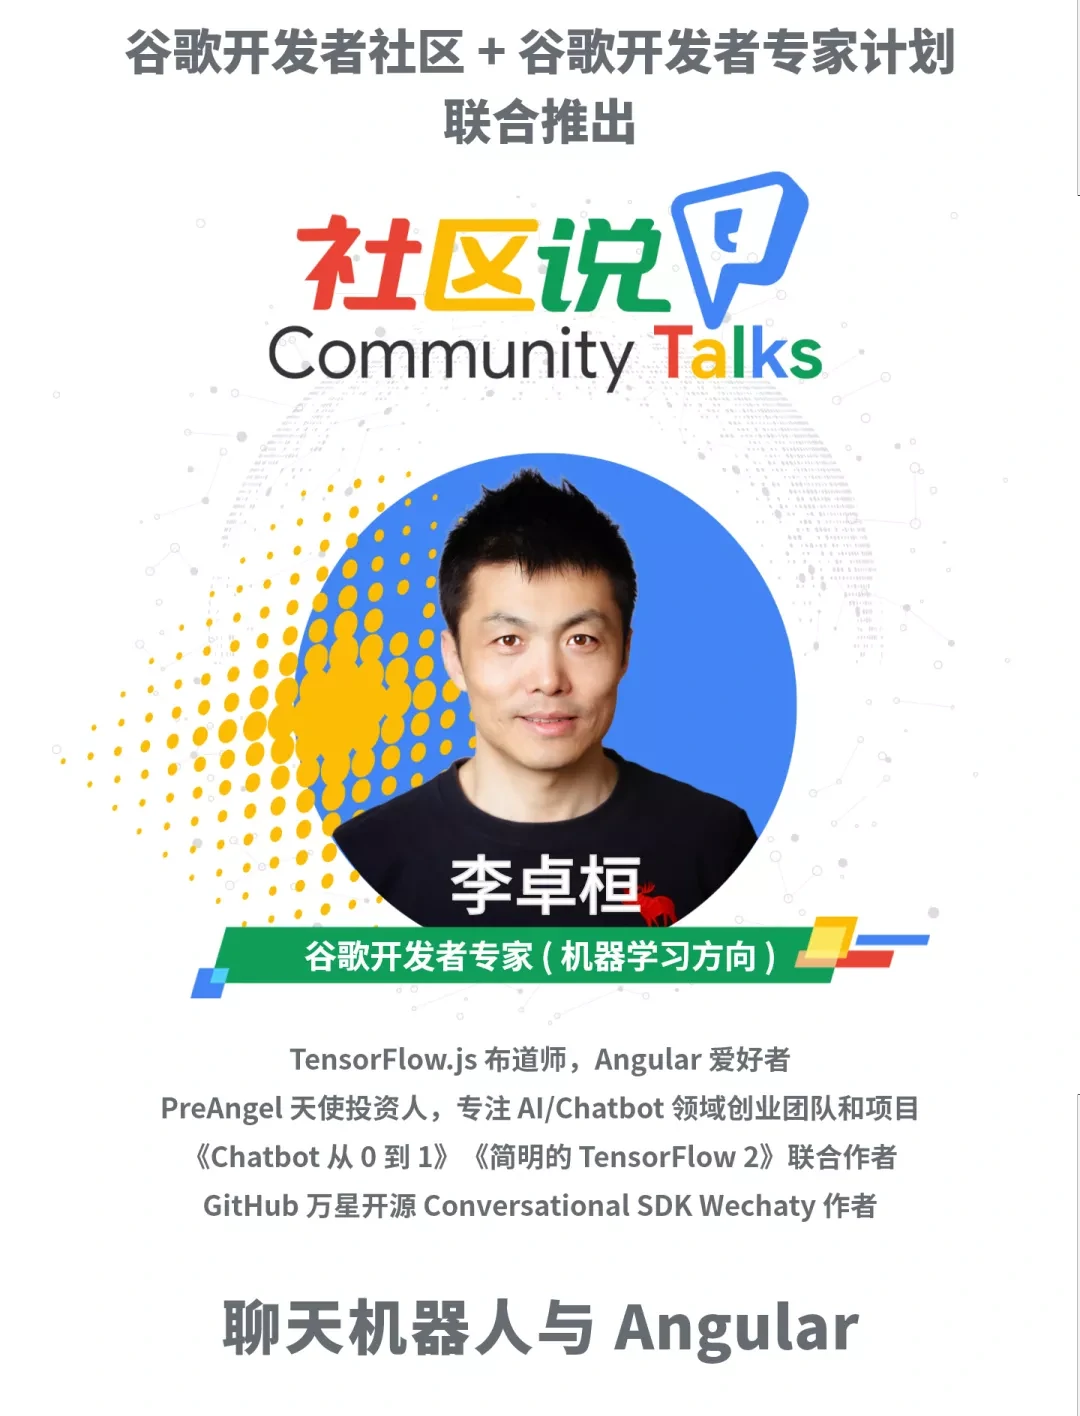 谷歌开发者社区 + 谷歌开发者专家计划
联合推出
社区说
Community Talks
李卓桓
谷歌开发者专家 ( 机器学习方向 )
TensorFlow.js 布道师，Angular 爱好者
PreAngel 天使投资人，专注 AI/Chatbot 领域创业团队和项目
《Chatbot 从 0 到 1》《简明的 TensorFlow 2》联合作者
GitHub 万星开源 Conversational SDK Wechaty 作者
聊天机器人与 Angular